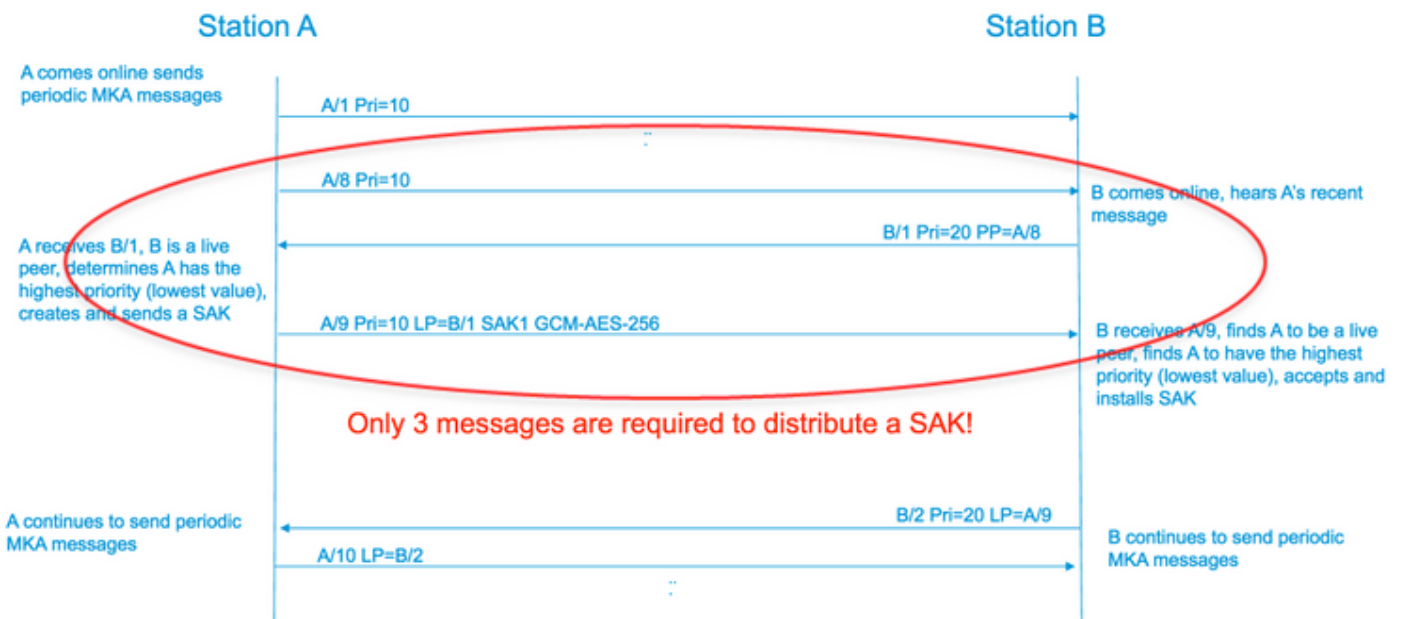 Station A
Station B
A comes online sends
periodic MKA messages
A/1 Pri=10
A/8 Pri=10
B comes online, hears A's recent
message
B/1 Pri=20 PP=A/8
A receives B/1, B is a live
peer, determines A has the
highest priority (lowest value),
creates and sends a SAK
A/9 Pri=10 LP=B/1 SAK1 GCM-AES-256
B receives A/9, finds A to be a live
peer, finds A to have the highest
priority (lowest value), accepts and
installs SAK
Only 3 messages are required to distribute a SAK!
B/2 Pri=20 LP=A/9
A continues to send periodic
MKA messages
B continues to send periodic
MKA messages
A/10 LP=B/2